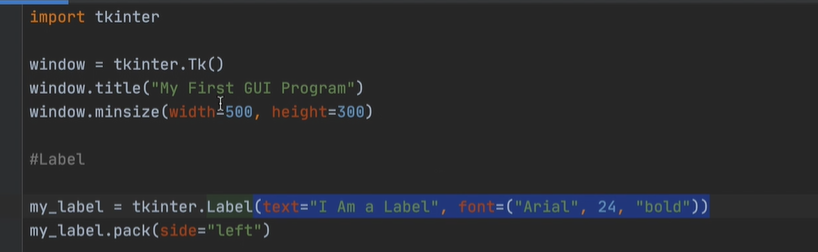 import tkinter
window = tkinter.Tk()
window.title("My First GUI Program")
window.minsize(width=500, height=300)
#Label
my_label = tkinter.Label(text="I Am a Label", font=("Arial", 24, "bold"))
my_label.pack(side="left")